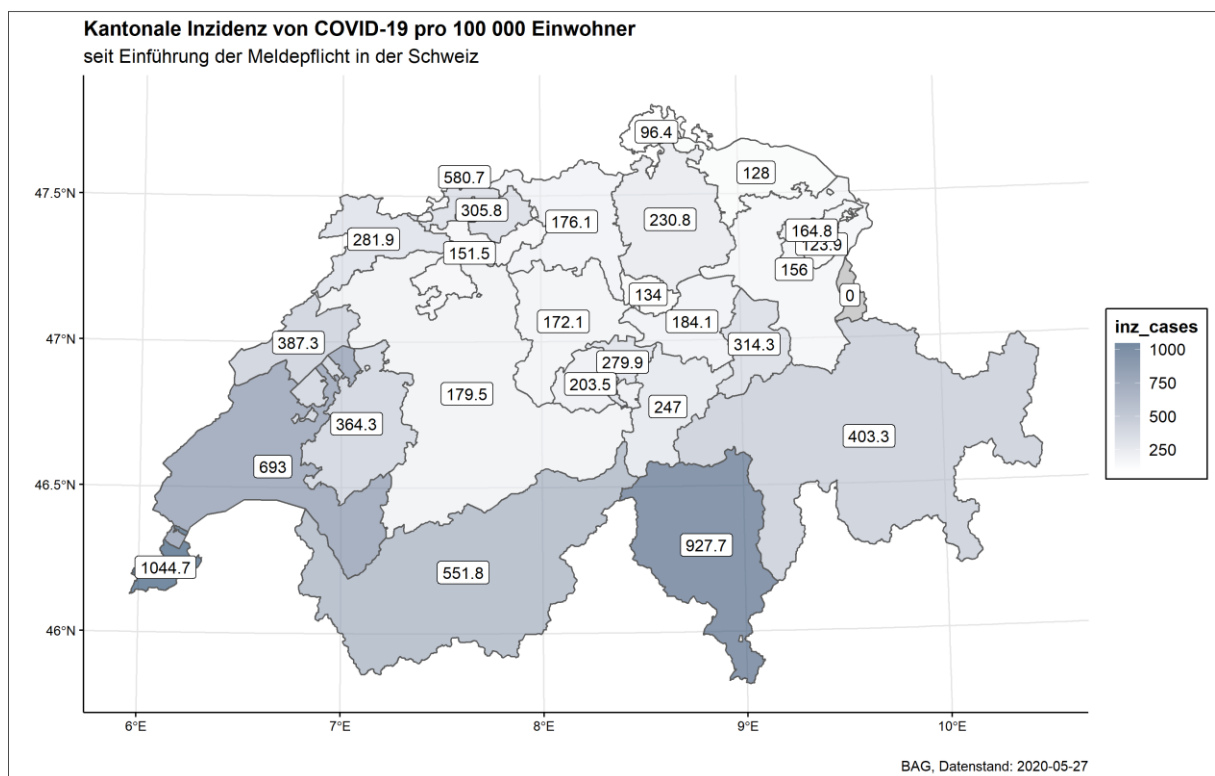 Kantonale Inzidenz von COVID-19 pro 100 000 Einwohner
seit Einführung der Meldepflicht in der Schweiz
96.4
580.7
128
47.5°N
305.8
176.1
230.8
164.8
281.9
151.5
123.9
156
134
0
172.1
184.1
47°N
387.3
314.3
279.9
203.5
179.5
247
364.3
403.3
693
46.5°N
927.7
1044.7
551.8
46°N
6°E
7°E
8°E
9°E
10°E
inz_cases
1000
750
500
250
BAG, Datenstand: 2020-05-27